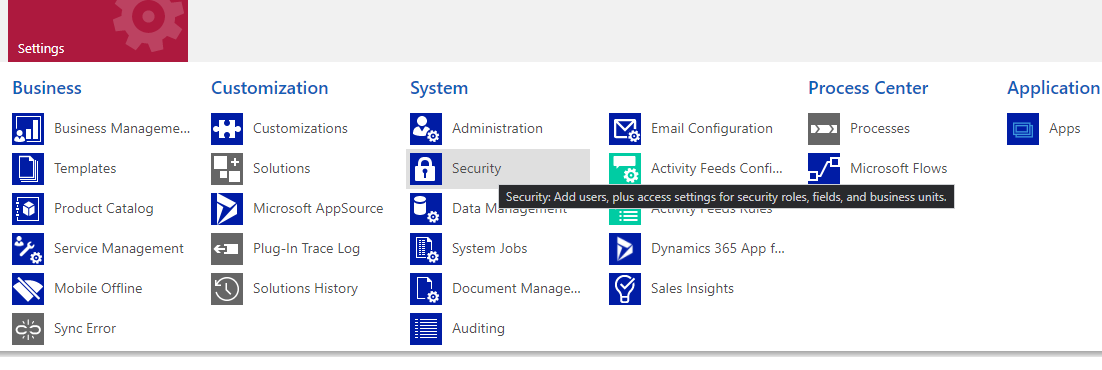 Settings
Business
Business Manageme...
Templates
Product Catalog
Service Management
Mobile Offline
Sync Error
Customization
Customizations
Solutions
Microsoft AppSource
Plug-In Trace Log
Solutions History
System
Administration
Security
Security: Add users, plus access settings for security roles, fields, and business units.
Data Management
System Jobs
Document Manage...
Auditing
Email Configuration
Activity Feeds Confi...
Activity Feeds Rules
Dynamics 365 App f...
Sales Insights
Process Center
Processes
Microsoft Flows
Application
Apps